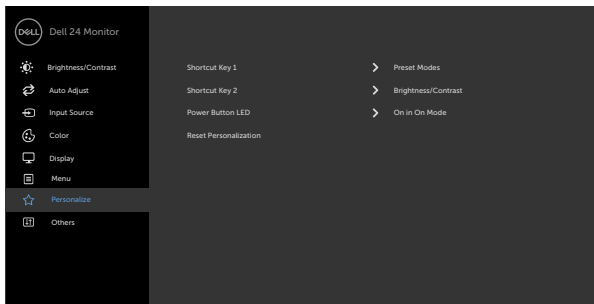 DELL Dell 24 Monitor
Brightness/Contrast
Auto Adjust
Input Source
Color
Display
Menu
Personalize
Others
Shortcut Key 1 Preset Modes
Shortcut Key 2 Brightness/Contrast
Power Button LED On in On Mode
Reset Personalization